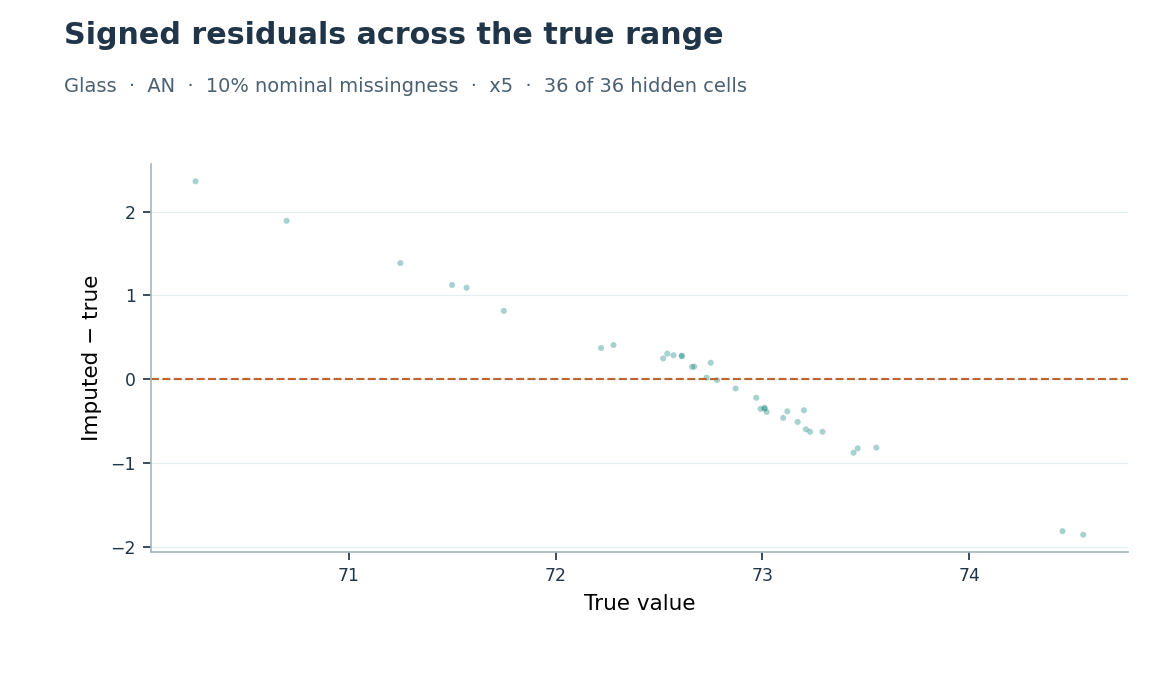 Signed residuals across the true range
Glass · AN · 10% nominal missingness · x5 · 36 of 36 hidden cells
Imputed − true
2
1
0
−1
−2
71 72 73 74
True value